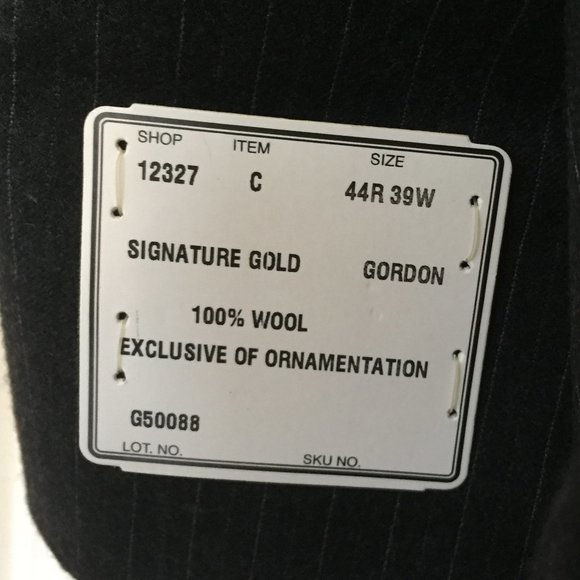 SHOP ITEM SIZE
12327 C 44R 39W
SIGNATURE GOLD GORDON
100% WOOL
EXCLUSIVE OF ORNAMENTATION
G50088
LOT. NO. SKU NO.